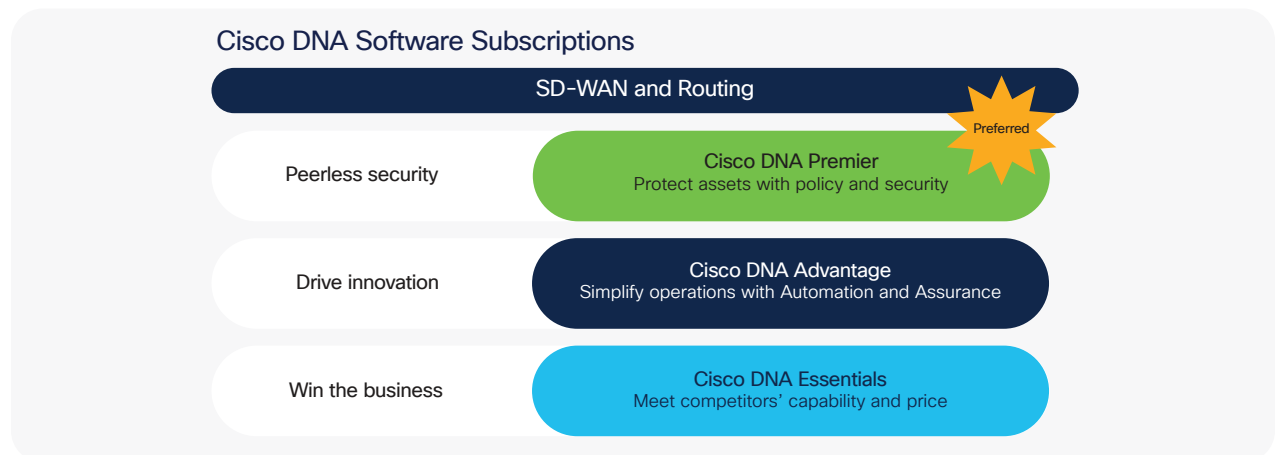 Cisco DNA Software Subscriptions
SD-WAN and Routing
Preferred
Peerless security
Cisco DNA Premier
Protect assets with policy and security
Drive innovation
Cisco DNA Advantage
Simplify operations with Automation and Assurance
Win the business
Cisco DNA Essentials
Meet competitors’ capability and price